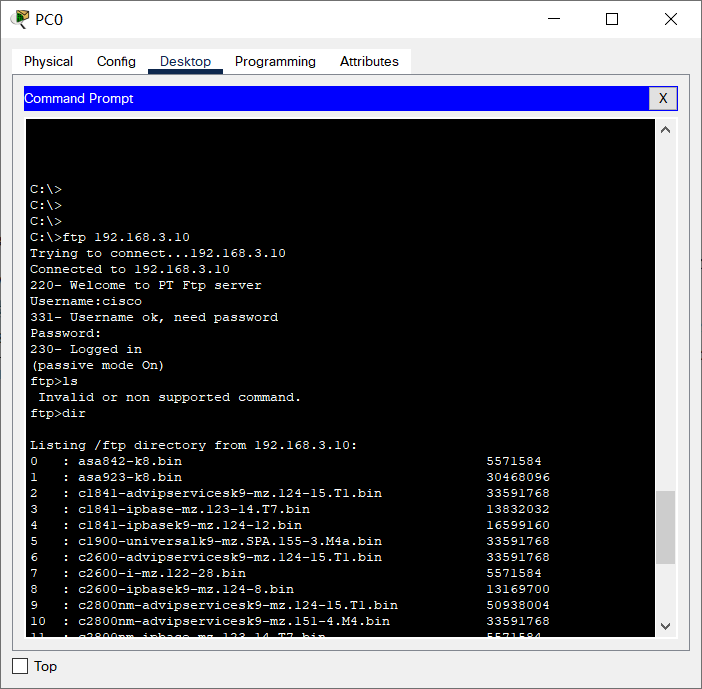 PC0
Physical Config Desktop Programming Attributes
Command Prompt X
C:\>
C:\>
C:\>
C:\>ftp 192.168.3.10
Trying to connect...192.168.3.10
Connected to 192.168.3.10
220- Welcome to PT Ftp server
Username:cisco
331- Username ok, need password
Password:
230- Logged in
(passive mode On)
ftp>ls
Invalid or non supported command.
ftp>dir
Listing /ftp directory from 192.168.3.10:
0 : asa842-k8.bin 5571584
1 : asa923-k8.bin 30468096
2 : c1841-advipservicesk9-mz.124-15.T1.bin 33591768
3 : c1841-ipbase-mz.123-14.T7.bin 13832032
4 : c1841-ipbasek9-mz.124-12.bin 16599160
5 : c1900-universalk9-mz.SPA.155-3.M4a.bin 33591768
6 : c2600-advipservicesk9-mz.124-15.T1.bin 33591768
7 : c2600-i-mz.122-28.bin 5571584
8 : c2600-ipbasek9-mz.124-8.bin 13169700
9 : c2800nm-advipservicesk9-mz.124-15.T1.bin 50938004
10 : c2800nm-advipservicesk9-mz.151-4.M4.bin 33591768
11 : c2800nm-ipbase-mz.123-14.T7.bin 5571584
Top